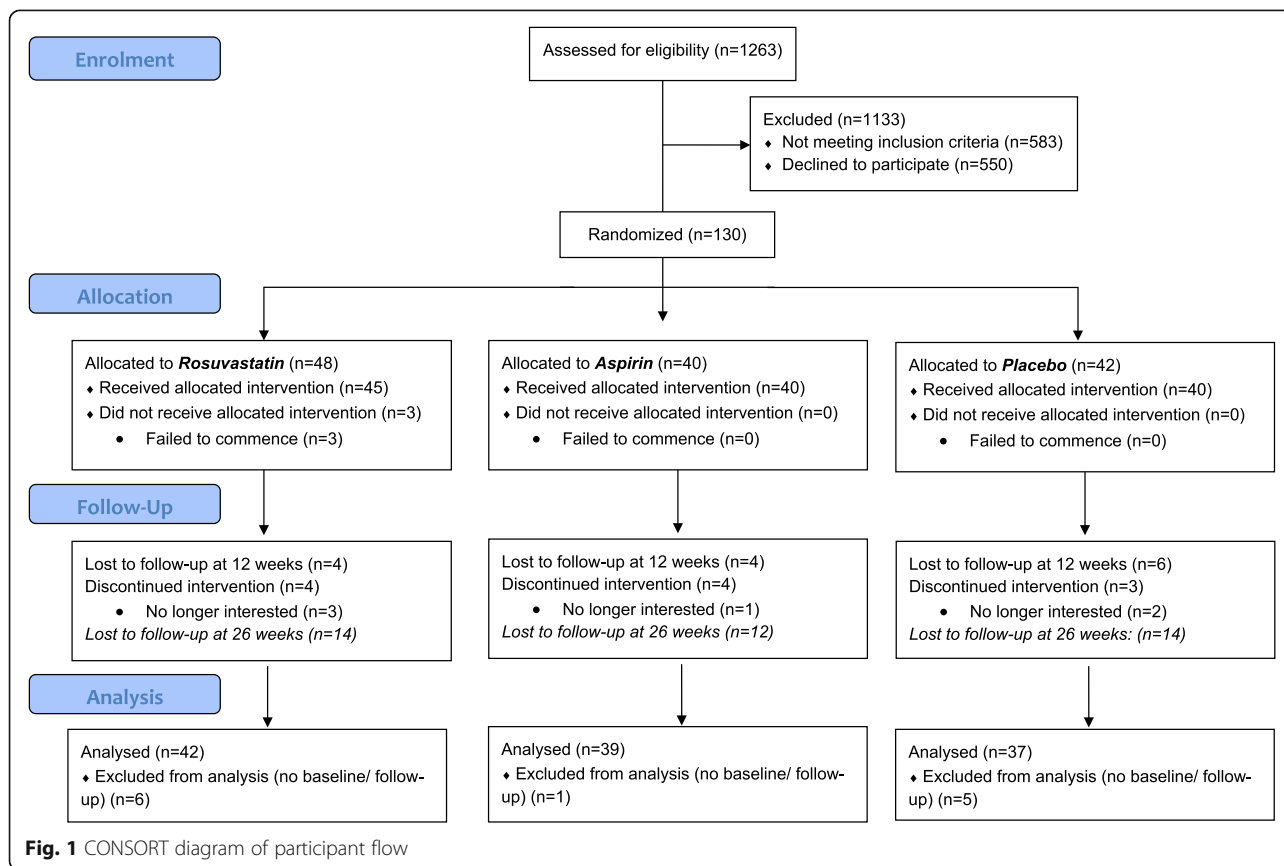 Enrolment
Assessed for eligibility (n=1263)
Excluded (n=1133)
♦ Not meeting inclusion criteria (n=583)
♦ Declined to participate (n=550)
Randomized (n=130)
Allocation
Allocated to Rosuvastatin (n=48)
♦ Received allocated intervention (n=45)
♦ Did not receive allocated intervention (n=3)
• Failed to commence (n=3)
Allocated to Aspirin (n=40)
♦ Received allocated intervention (n=40)
♦ Did not receive allocated intervention (n=0)
• Failed to commence (n=0)
Allocated to Placebo (n=42)
♦ Received allocated intervention (n=40)
♦ Did not receive allocated intervention (n=0)
• Failed to commence (n=0)
Follow-Up
Lost to follow-up at 12 weeks (n=4)
Discontinued intervention (n=4)
• No longer interested (n=3)
Lost to follow-up at 26 weeks (n=14)
Lost to follow-up at 12 weeks (n=4)
Discontinued intervention (n=4)
• No longer interested (n=1)
Lost to follow-up at 26 weeks (n=12)
Lost to follow-up at 12 weeks (n=6)
Discontinued intervention (n=3)
• No longer interested (n=2)
Lost to follow-up at 26 weeks: (n=14)
Analysis
Analysed (n=42)
♦ Excluded from analysis (no baseline/ follow-
up) (n=6)
Analysed (n=39)
♦ Excluded from analysis (no baseline/ follow-
up) (n=1)
Analysed (n=37)
♦ Excluded from analysis (no baseline/ follow-
up) (n=5)
Fig. 1 CONSORT diagram of participant flow